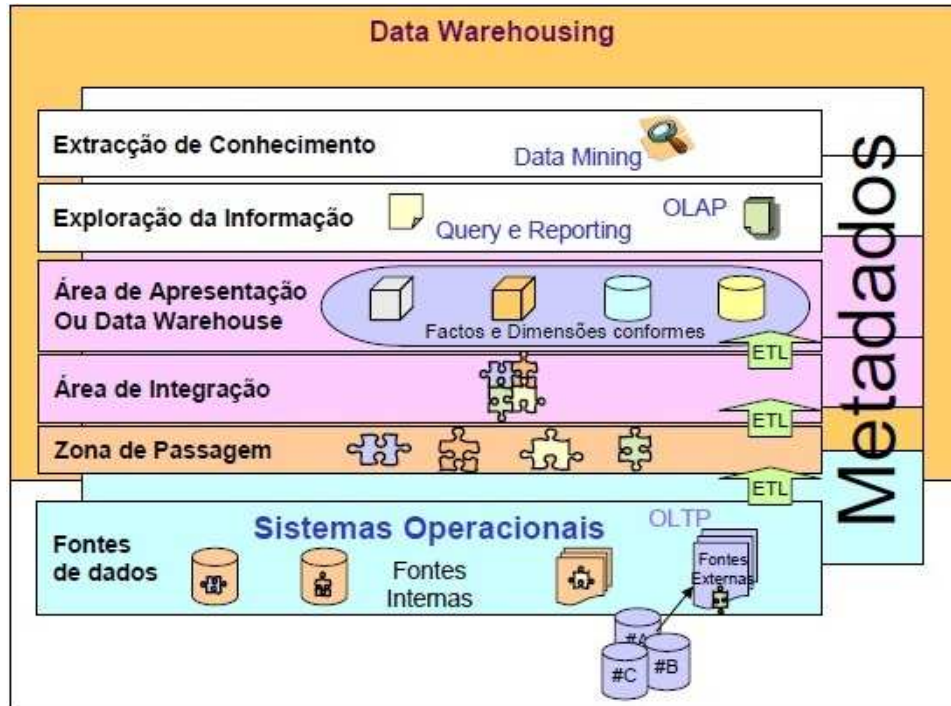 Data Warehousing
Extracção de Conhecimento
Data Mining
Exploração da Informação
Query e Reporting
OLAP
Área de Apresentação
Ou Data Warehouse
Factos e Dimensões conformes
ETL
Área de Integração
ETL
Zona de Passagem
ETL
Metadados
Fontes
de dados
Sistemas Operacionais
OLTP
Fontes
Internas
Fontes
Externas
#A
#B
#C